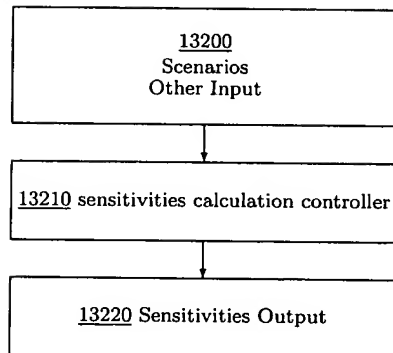 13200
Scenarios
Other Input
13210 sensitivities calculation controller
13220 Sensitivities Output